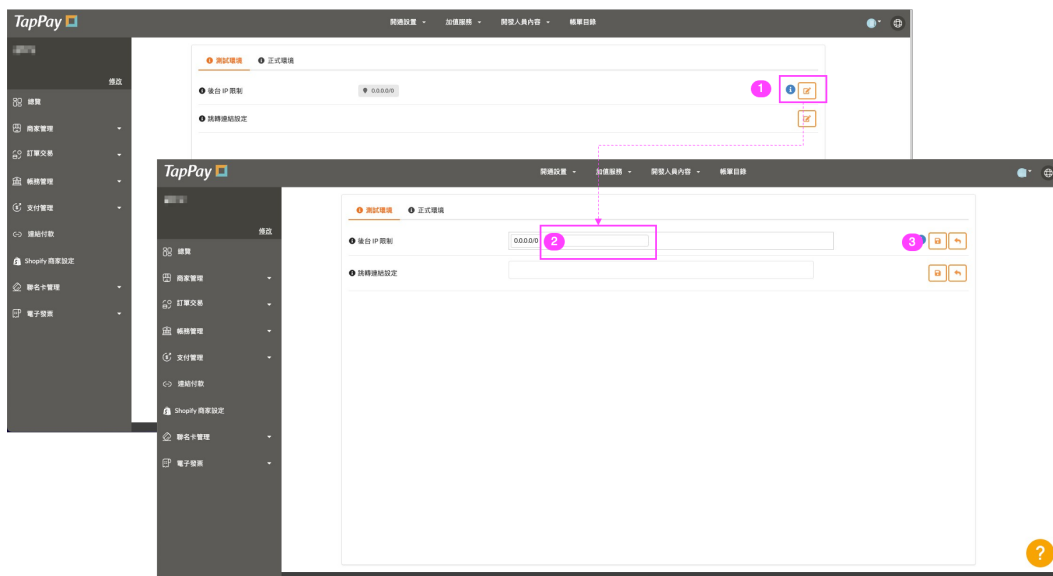 TapPay
開通設置
加值服務
開發人員內容
帳單目錄
修改
總覽
商家管理
訂單交易
帳務管理
支付管理
連結付款
Shopify 商家設定
聯名卡管理
電子發票
測試環境
正式環境
後台 IP 限制
0.0.0.0/0
1
跳轉連結設定
TapPay
開通設置
加值服務
開發人員內容
帳單目錄
修改
總覽
商家管理
訂單交易
帳務管理
支付管理
連結付款
Shopify 商家設定
聯名卡管理
電子發票
測試環境
正式環境
後台 IP 限制
0.0.0.0/0
2
3
跳轉連結設定
?